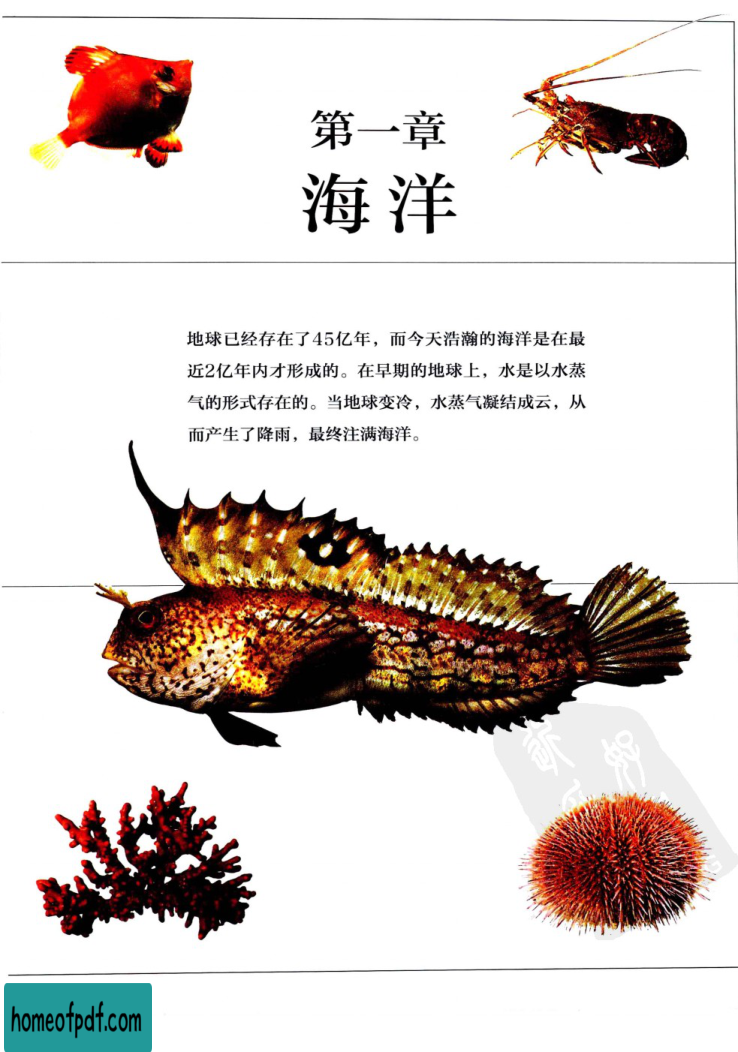 第一章
海洋
地球已经存在了45亿年，而今天浩瀚的海洋是在最
近2亿年内才形成的。在早期的地球上，水是以水蒸
气的形式存在的。当地球变冷，水蒸气凝结成云，从
而产生了降雨，最终注满海洋。
homeofpdf.com